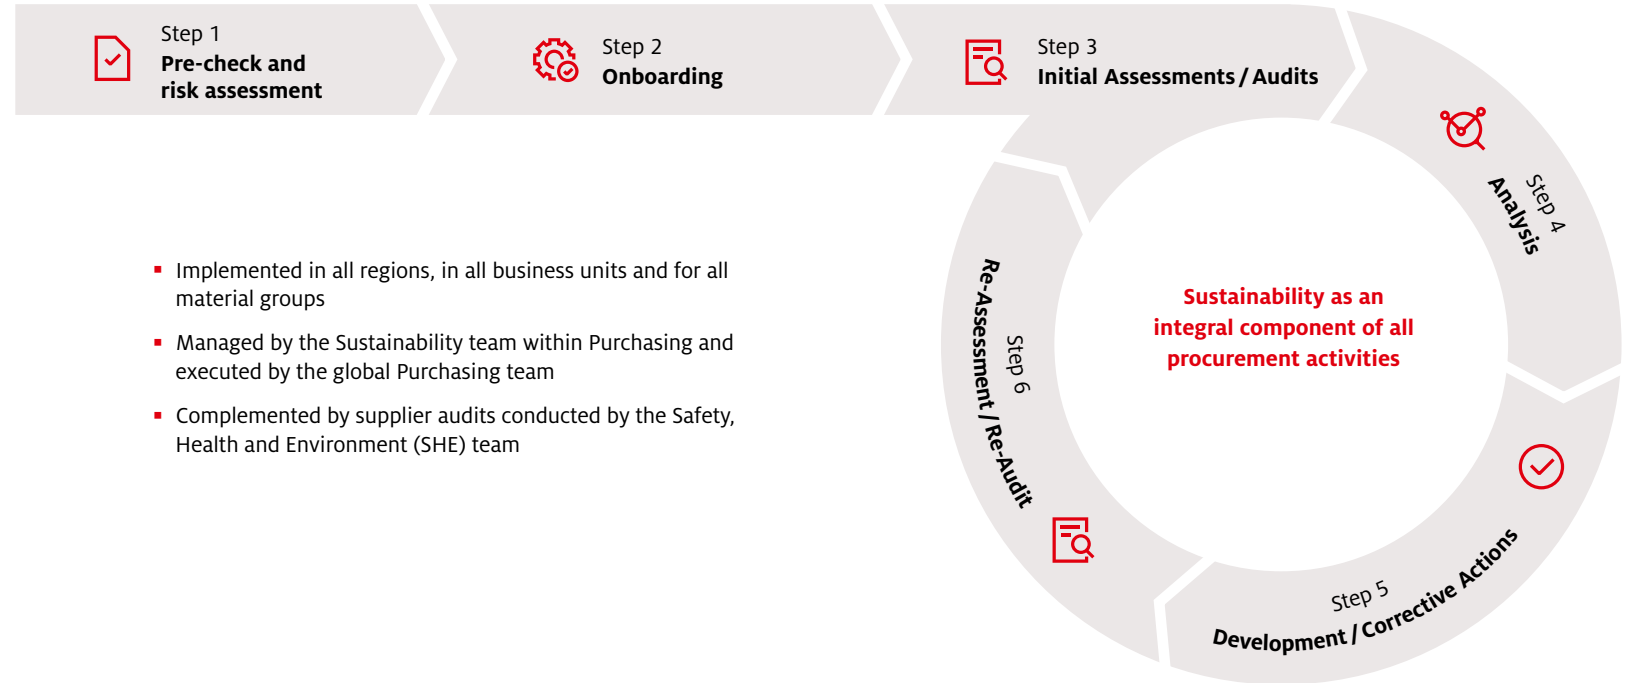 Step 1
Pre-check and
risk assessment
Step 2
Onboarding
Step 3
Initial Assessments / Audits
Step 4
Analysis
Step 5
Development / Corrective Actions
Step 6
Re-Assessment / Re-Audit
Sustainability as an
integral component of all
procurement activities
▪ Implemented in all regions, in all business units and for all
material groups
▪ Managed by the Sustainability team within Purchasing and
executed by the global Purchasing team
▪ Complemented by supplier audits conducted by the Safety,
Health and Environment (SHE) team